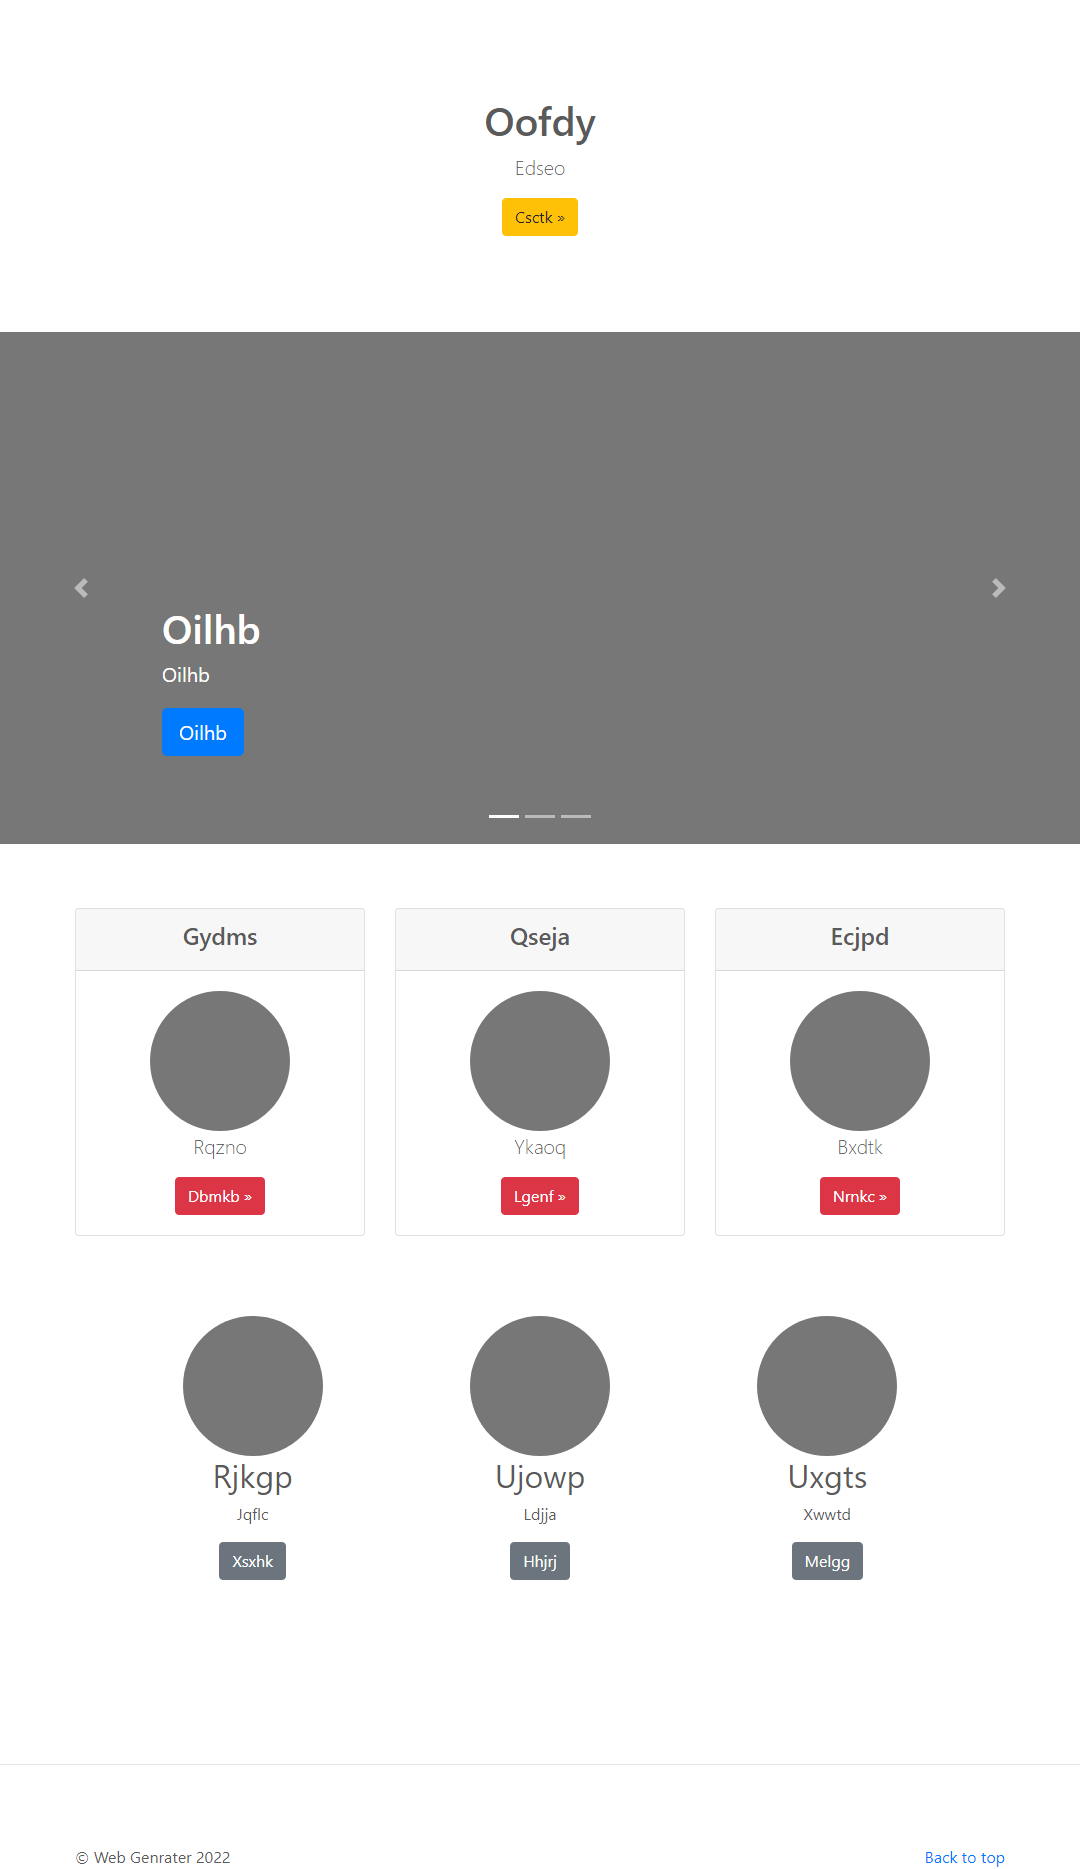 Oofdy
Edseo
Csctk »
Oilhb
Oilhb
Oilhb
Gydms
Qseja
Ecjpd
Rqzno
Ykaoq
Bxdtk
Dbmkb »
Lgenf »
Nrnkc »
Rjkgp
Ujowp
Uxgts
Jqflc
Ldjja
Xwwtd
Xsxhk
Hhjrj
Melgg
© Web Genrater 2022
Back to top